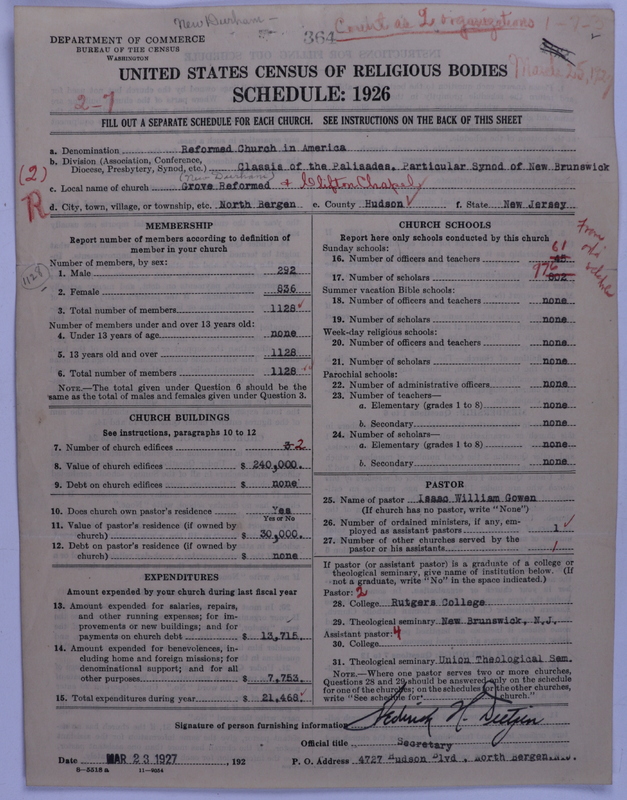 New Durham -
364
Count as 2 organizations
DEPARTMENT OF COMMERCE
BUREAU OF THE CENSUS
WASHINGTON
March 25, 1927
UNITED STATES CENSUS OF RELIGIOUS BODIES
2-7
SCHEDULE: 1926
FILL OUT A SEPARATE SCHEDULE FOR EACH CHURCH. SEE INSTRUCTIONS ON THE BACK OF THIS SHEET
a. Denomination Reformed Church in America
b. Division (Association, Conference, Diocese, Presbytery, Synod, etc.) Classis of the Palisades, Particular Synod of New Brunswick
(2)
(New Durham)
c. Local name of church Grove Reformed + Clifton Chapel
R
d. City, town, village, or township, etc. North Bergen e. County Hudson f. State New Jersey
MEMBERSHIP
Report number of members according to definition of
member in your church
Number of members, by sex:
1. Male 292
1128
2. Female 836
3. Total number of members 1128
Number of members under and over 13 years old:
4. Under 13 years of age none
5. 13 years old and over 1128
6. Total number of members 1128
NOTE.—The total given under Question 6 should be the
same as the total of males and females given under Question 3.
CHURCH BUILDINGS
See instructions, paragraphs 10 to 12
7. Number of church edifices 3 2
8. Value of church edifices $ 240,000.
9. Debt on church edifices $ none
10. Does church own pastor's residence Yes
Yes or No
11. Value of pastor's residence (if owned by
church) $ 30,000.
12. Debt on pastor's residence (if owned by
church) $ none
EXPENDITURES
Amount expended by your church during last fiscal year
13. Amount expended for salaries, repairs,
and other running expenses; for im-
provements or new buildings; and for
payments on church debt $ 13,715.
14. Amount expended for benevolences, in-
cluding home and foreign missions; for
denominational support; and for all
other purposes $ 7,753.
15. Total expenditures during year $ 21,468.
CHURCH SCHOOLS
Report here only schools conducted by this church
From old schedule
Sunday schools:
61
16. Number of officers and teachers 45
776
17. Number of scholars 802
Summer vacation Bible schools:
18. Number of officers and teachers none
19. Number of scholars none
Week-day religious schools:
20. Number of officers and teachers none
21. Number of scholars none
Parochial schools:
22. Number of administrative officers none
23. Number of teachers—
a. Elementary (grades 1 to 8) none
b. Secondary none
24. Number of scholars—
a. Elementary (grades 1 to 8) none
b. Secondary none
PASTOR
25. Name of pastor Isaac William Gowen
(If church has no pastor, write "None")
26. Number of ordained ministers, if any, em-
ployed as assistant pastors 1
27. Number of other churches served by the
pastor or his assistants 1
If pastor (or assistant pastor) is a graduate of a college or
theological seminary, give name of institution below. (If
not a graduate, write "No" in the space indicated.)
Pastor: 2
28. College Rutgers College
29. Theological seminary New Brunswick, N.J.
Assistant pastor: 4
30. College
31. Theological seminary Union Theological Sem.
NOTE.—Where one pastor serves two or more churches,
Questions 28 and 29 should be answered only on the schedule
for one of the churches; on the schedules for the other churches,
write "See schedule for church."
Signature of person furnishing information Fredrick H. Dietzen
Official title Secretary
Date MAR 23 1927, 192
P. O. Address 4727 Hudson Blvd, North Bergen, N.J.
8-5518a 11-9054